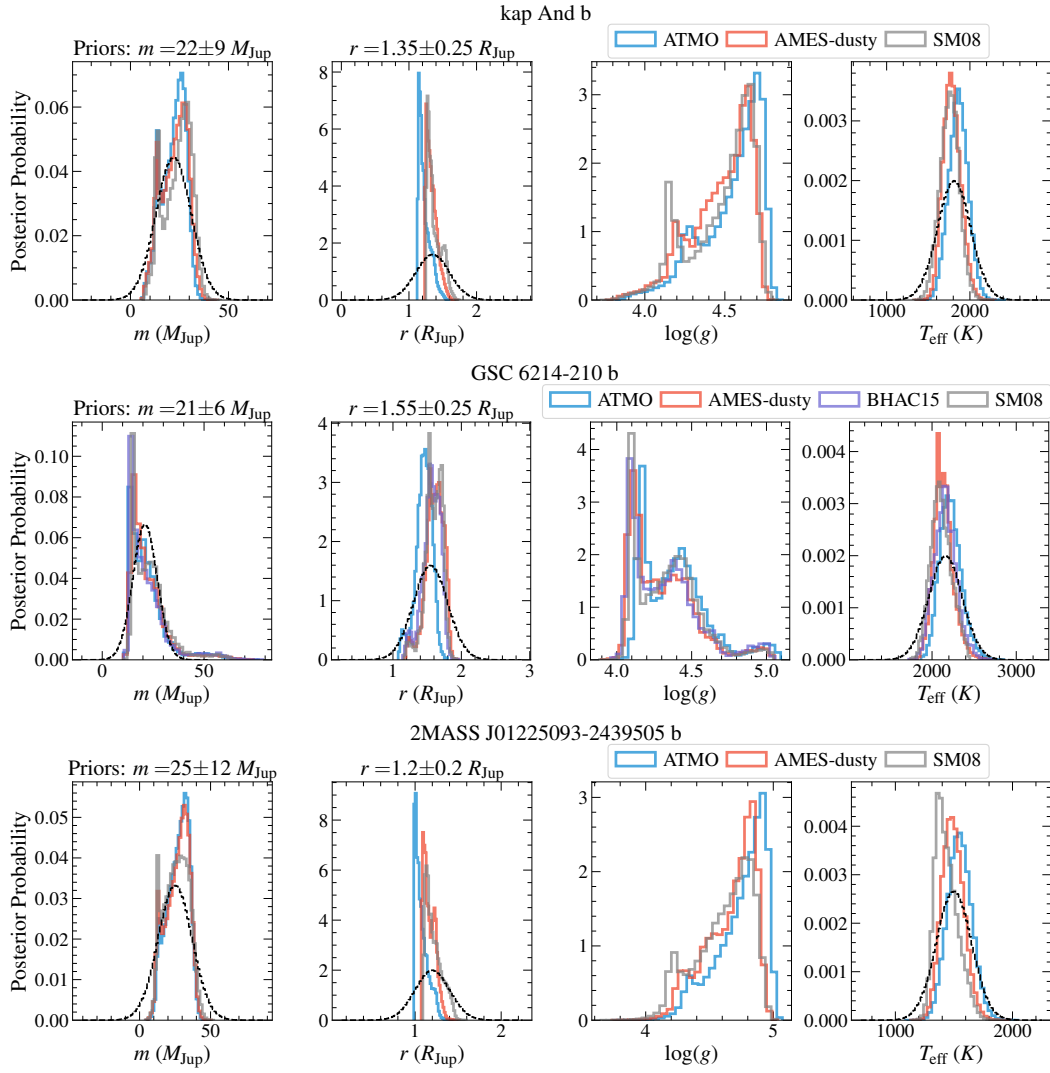 kap And b
ATMO AMES-dusty SM08
Priors: m =22±9 M_Jup r =1.35±0.25 R_Jup
Posterior Probability
0.00 0.02 0.04 0.06
0 50
m (M_Jup)
0 2 4 6 8
0 1 2
r (R_Jup)
0 1 2 3
4.0 4.5
log(g)
0.000 0.001 0.002 0.003
1000 2000
T_eff (K)
GSC 6214-210 b
ATMO AMES-dusty BHAC15 SM08
Priors: m =21±6 M_Jup r =1.55±0.25 R_Jup
Posterior Probability
0.00 0.02 0.04 0.06 0.08 0.10
0 50
m (M_Jup)
0 1 2 3 4
1 2 3
r (R_Jup)
0 1 2 3 4
4.0 4.5 5.0
log(g)
0.000 0.001 0.002 0.003 0.004
2000 3000
T_eff (K)
2MASS J01225093-2439505 b
ATMO AMES-dusty SM08
Priors: m =25±12 M_Jup r =1.2±0.2 R_Jup
Posterior Probability
0.00 0.01 0.02 0.03 0.04 0.05
0 50
m (M_Jup)
0 2 4 6 8
1 2
r (R_Jup)
0 1 2 3
4 5
log(g)
0.000 0.001 0.002 0.003 0.004
1000 2000
T_eff (K)